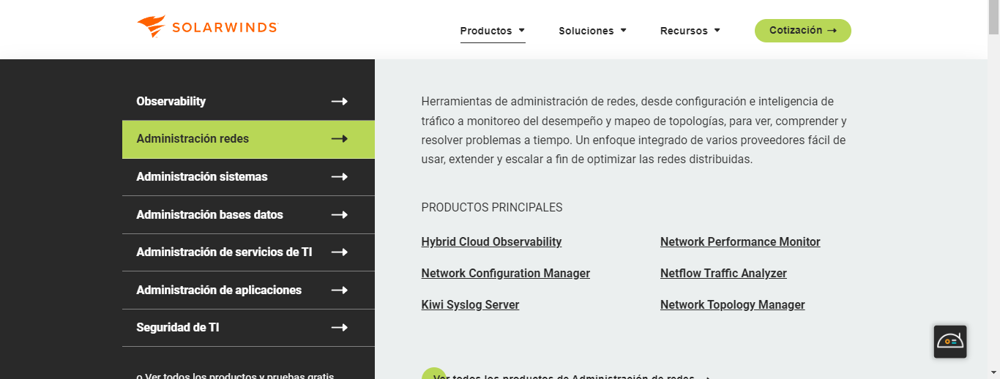 SOLARWINDS
Productos
Soluciones
Recursos
Cotización
Observability
Administración redes
Administración sistemas
Administración bases datos
Administración de servicios de TI
Administración de aplicaciones
Seguridad de TI
o Ver todos los productos y pruebas gratis
Herramientas de administración de redes, desde configuración e inteligencia de
tráfico a monitoreo del desempeño y mapeo de topologías, para ver, comprender y
resolver problemas a tiempo. Un enfoque integrado de varios proveedores fácil de
usar, extender y escalar a fin de optimizar las redes distribuidas.
PRODUCTOS PRINCIPALES
Hybrid Cloud Observability
Network Performance Monitor
Network Configuration Manager
Netflow Traffic Analyzer
Kiwi Syslog Server
Network Topology Manager
Ver todos los productos de Administración de redes